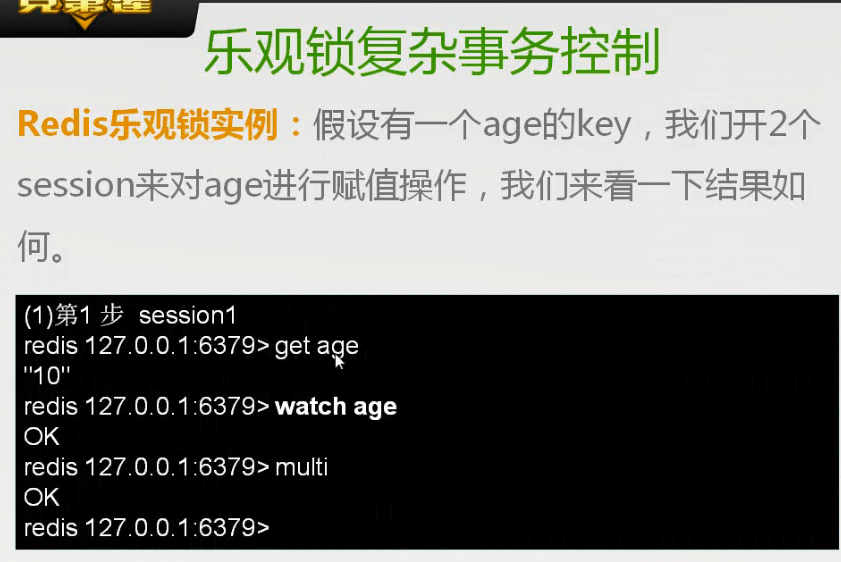 乐观锁复杂事务控制
Redis乐观锁实例：假设有一个age的key，我们开2个
session来对age进行赋值操作，我们来看一下结果如
何。
(1)第1 步 session1
redis 127.0.0.1:6379> get age
"10"
redis 127.0.0.1:6379> watch age
OK
redis 127.0.0.1:6379> multi
OK
redis 127.0.0.1:6379>